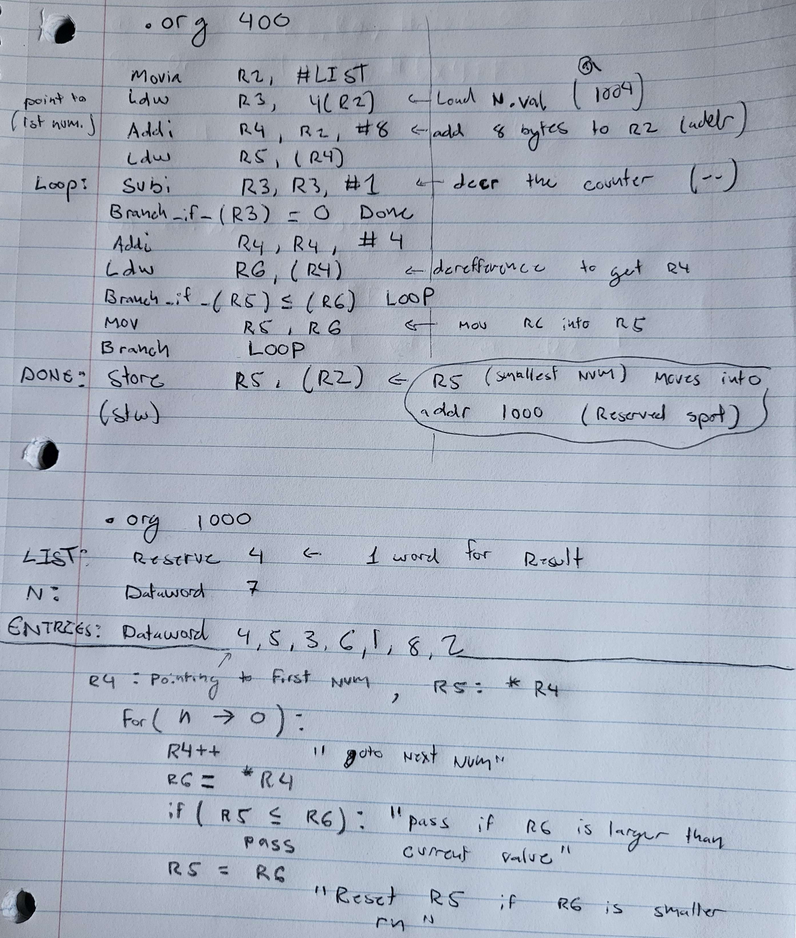 .org 400
@
Movia R2, #LIST
point to Ldw R3, 4(R2) ← Load N.val (1004)
(1st num.) Addi R4, R2, #8 ← add 8 bytes to R2 (addr)
Ldw R5, (R4)
Loop: Subi R3, R3, #1 ← decr the counter (--)
Branch_if_(R3) = 0 Done
Addi R4, R4, #4
Ldw R6, (R4) ← derefference to get R4
Branch_if_(R5) ≤ (R6) LOOP
Mov R5, R6 ← Mov R6 into R5
Branch LOOP
DONE: Store R5, (R2) ← R5 (smallest Num) Moves into
(stw) addr 1000 (Reserved spot)
.org 1000
LIST: Reserve 4 ← 1 word for Result
N: Dataword 7
ENTRIES: Dataword 4, 5, 3, 6, 1, 8, 2
R4 : Pointing to First Num, R5: *R4
For (n → 0):
R4++ "goto Next Num"
R6 = *R4
if (R5 ≤ R6): "pass if R6 is larger than
pass current value"
R5 = R6
"Reset R5 if R6 is smaller
rn"